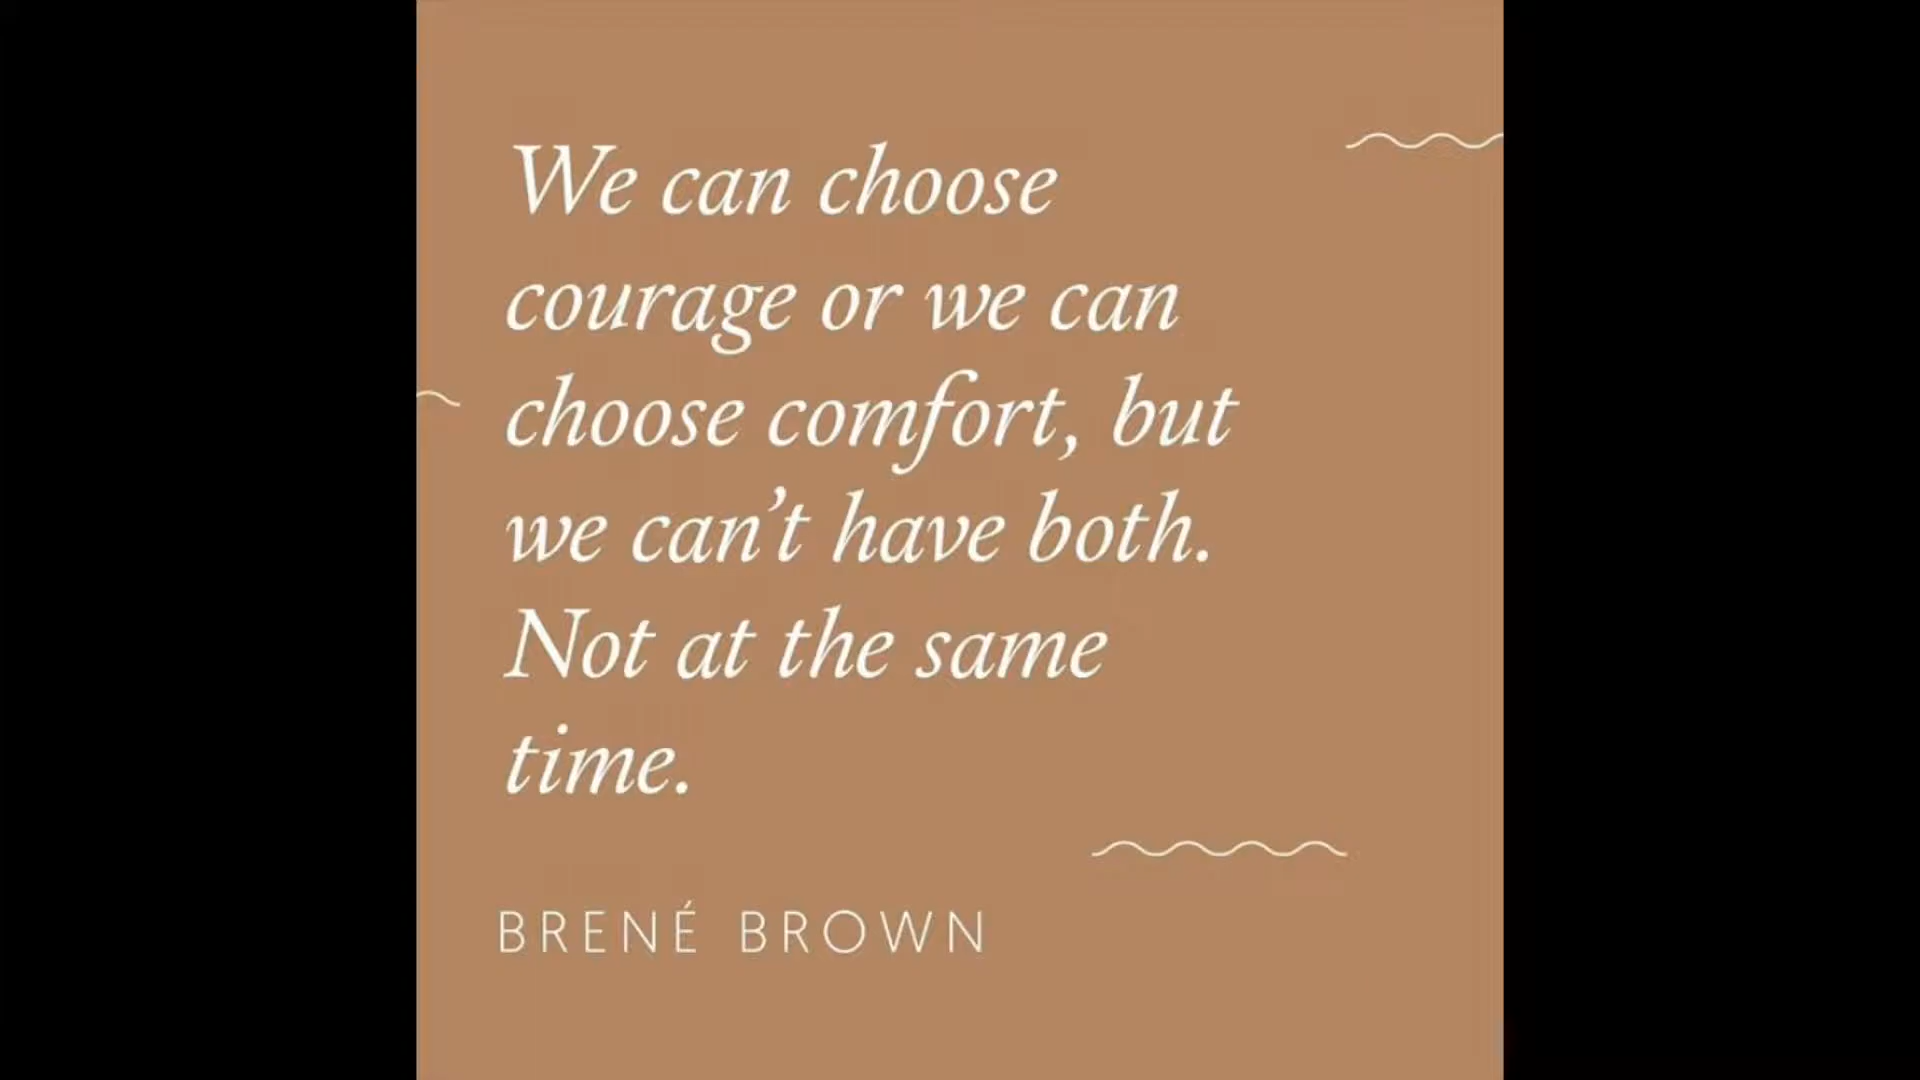 We can choose
courage or we can
choose comfort, but
we can’t have both.
Not at the same
time.
BRENÉ BROWN